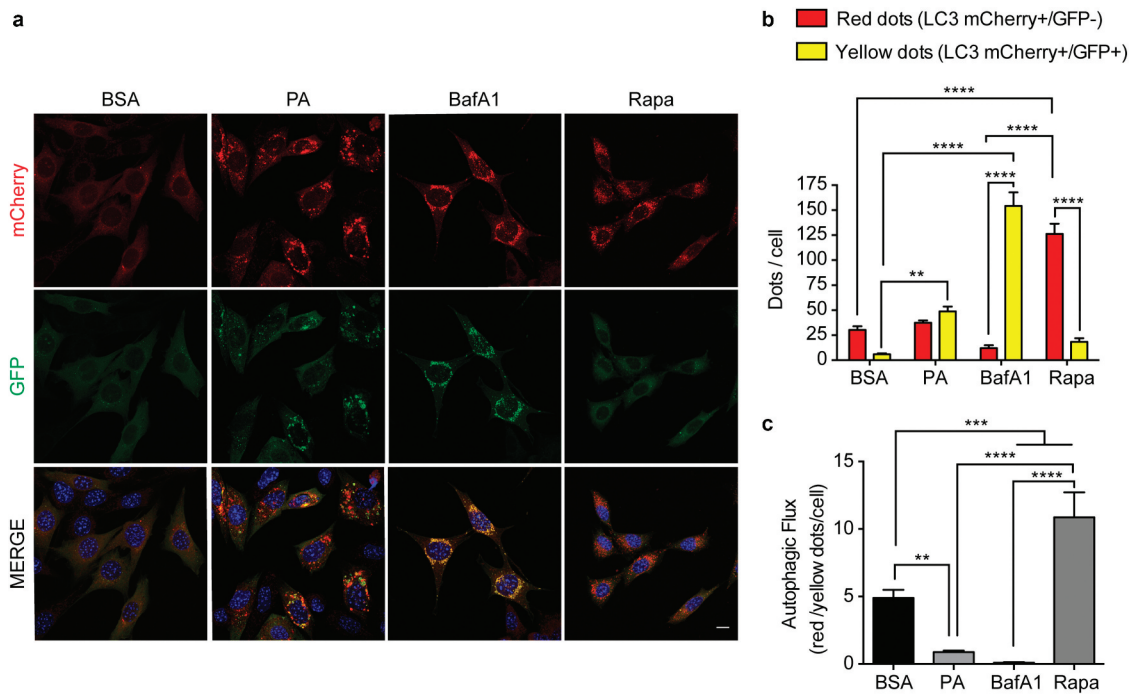 a
BSA
PA
BafA1
Rapa
mCherry
GFP
MERGE
b
Red dots (LC3 mCherry+/GFP-)
Yellow dots (LC3 mCherry+/GFP+)
****
****
****
****
****
**
Dots / cell
175
150
125
100
75
50
25
0
BSA
PA
BafA1
Rapa
c
***
****
****
**
Autophagic Flux
(red /yellow dots/cell)
15
10
5
0
BSA
PA
BafA1
Rapa